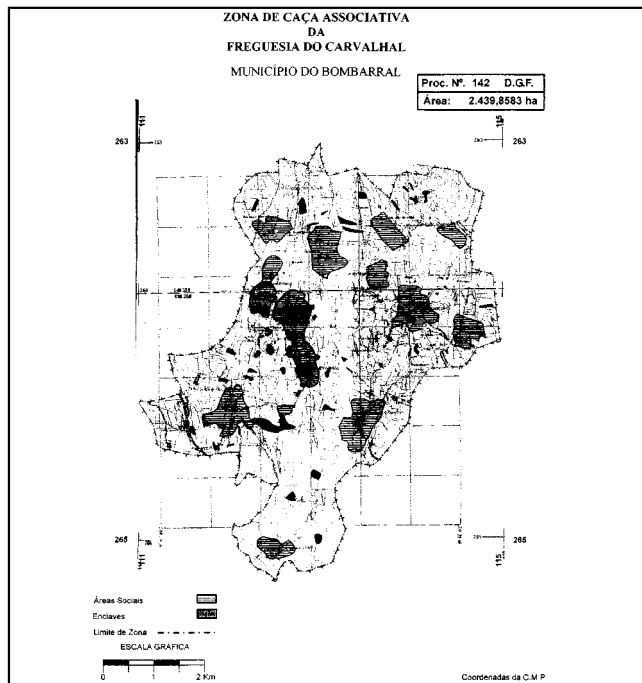 ZONA DE CAÇA ASSOCIATIVA
DA
FREGUESIA DO CARVALHAL
MUNICÍPIO DO BOMBARRAL
Proc. Nº. 142 D.G.F.
Área: 2.439,8583 ha
111
115
263
263
265
265
111
115
Áreas Sociais
Enclaves
Limite de Zona
ESCALA GRÁFICA
0 1 2 Km
Coordenadas da C.M P